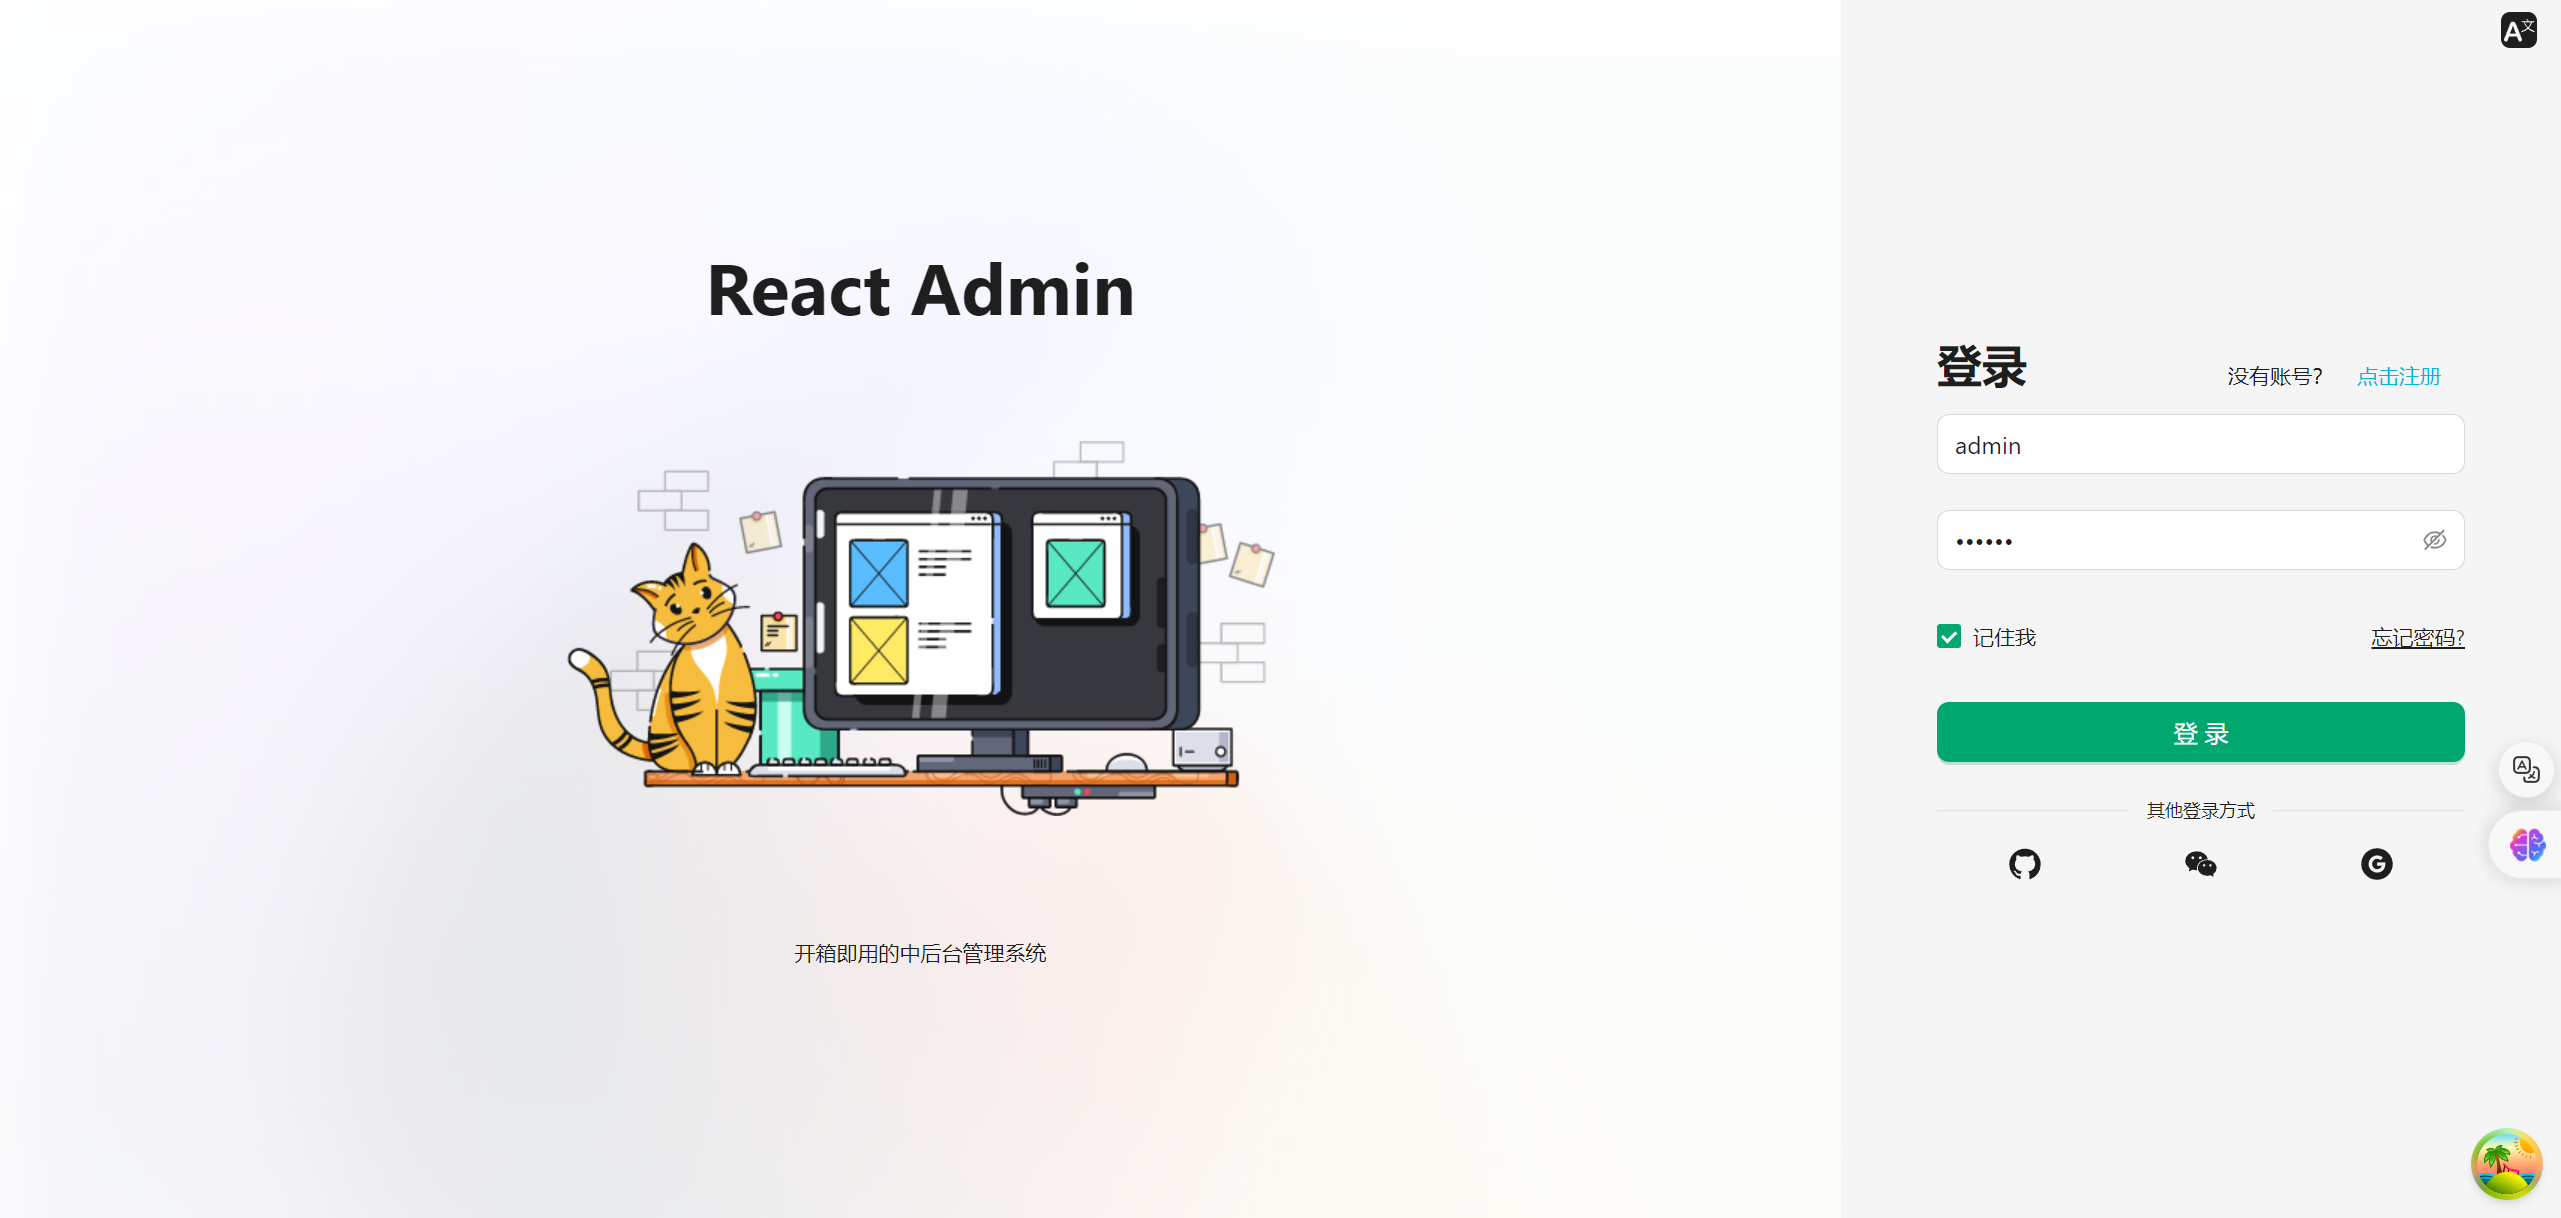 React Admin
开箱即用的中后台管理系统
登录
没有账号? 点击注册
admin
••••••
记住我 忘记密码?
登 录
其他登录方式